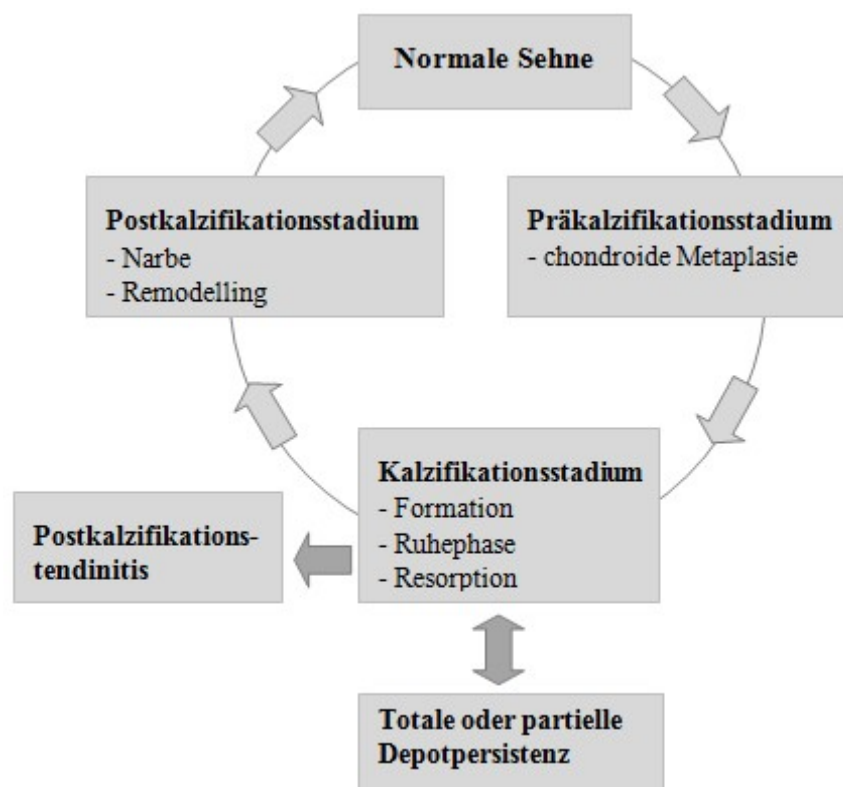 Normale Sehne
Postkalzifikationsstadium
- Narbe
- Remodelling
Präkalzifikationsstadium
- chondroide Metaplasie
Kalzifikationsstadium
- Formation
- Ruhephase
- Resorption
Postkalzifikations-
tendinitis
Totale oder partielle
Depotpersistenz